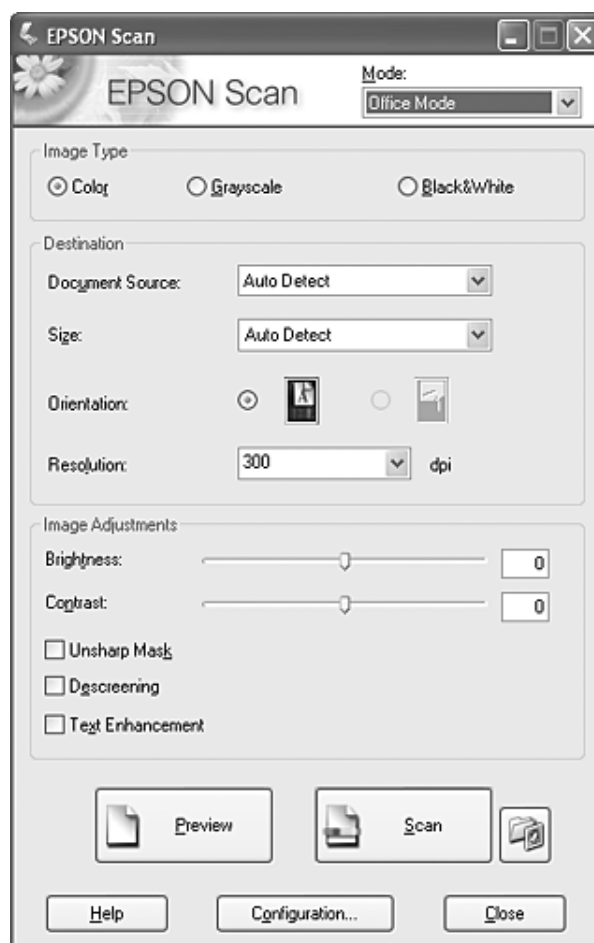 EPSON Scan
EPSON Scan
Mode:
Office Mode
Image Type
Color
Grayscale
Black&White
Destination
Document Source:
Auto Detect
Size:
Auto Detect
Orientation:
Resolution:
300
dpi
Image Adjustments
Brightness:
0
Contrast:
0
Unsharp Mask
Descreening
Text Enhancement
Preview
Scan
Help
Configuration...
Close